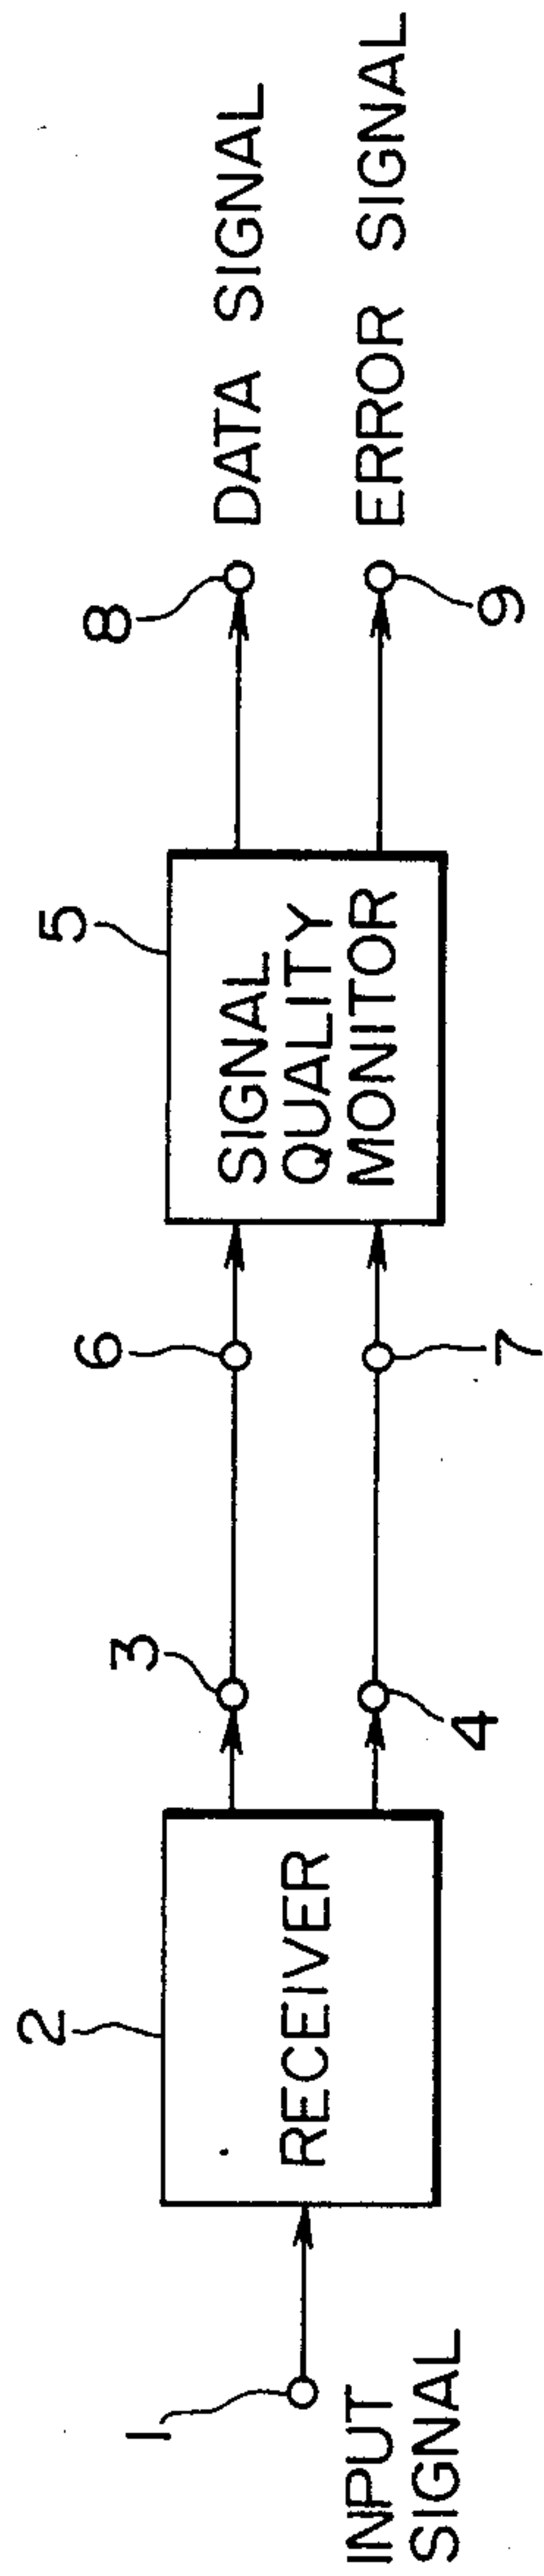 1
INPUT
SIGNAL
2
RECEIVER
3
4
6
7
5
SIGNAL
QUALITY
MONITOR
8
DATA SIGNAL
9
ERROR SIGNAL